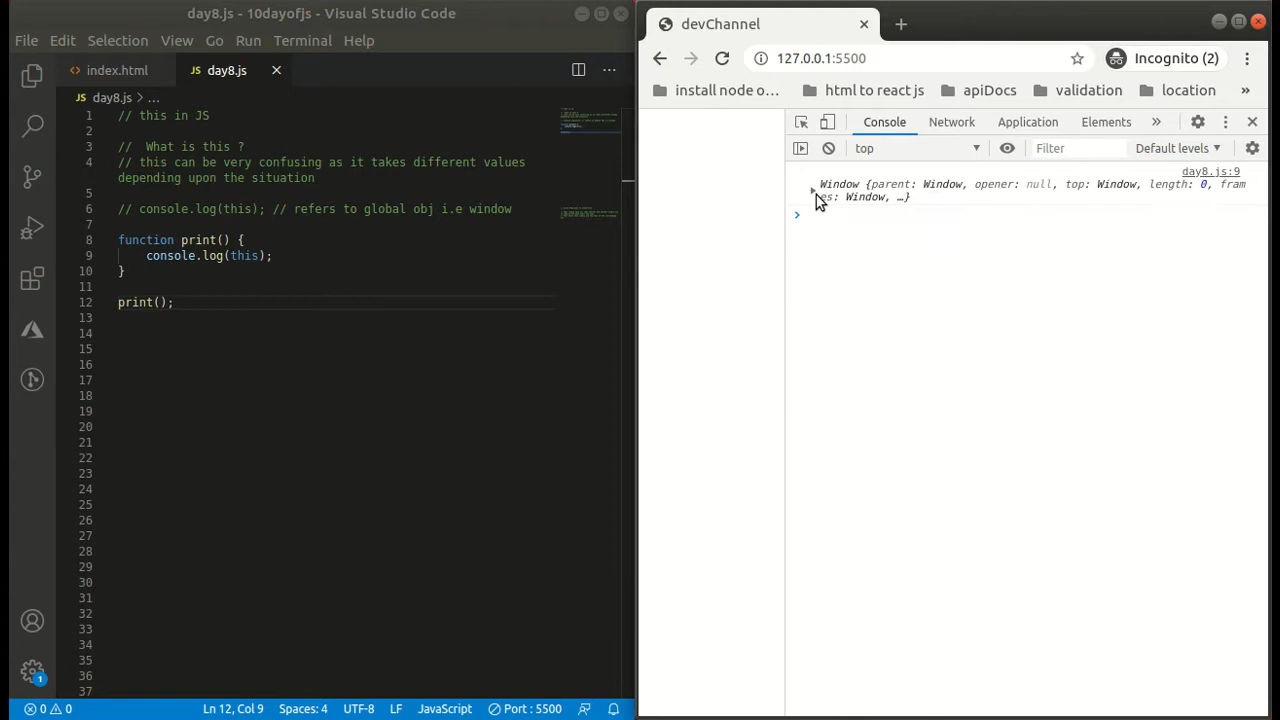 day8.js - 10dayofjs - Visual Studio Code
File Edit Selection View Go Run Terminal Help
index.html day8.js
JS day8.js > ...
1 // this in JS
2
3 // What is this ?
4 // this can be very confusing as it takes different values
depending upon the situation
5
6 // console.log(this); // refers to global obj i.e window
7
8 function print() {
9 console.log(this);
10 }
11
12 print();
13
14
15
16
17
18
19
20
21
22
23
24
25
26
27
28
29
30
31
32
33
34
35
36
37
1
0 0 Ln 12, Col 9 Spaces: 4 UTF-8 LF JavaScript Port : 5500
devChannel
127.0.0.1:5500 Incognito (2)
install node o… html to react js apiDocs validation location »
Console Network Application Elements »
top Filter Default levels
day8.js:9
Window {parent: Window, opener: null, top: Window, length: 0, fram
es: Window, …}